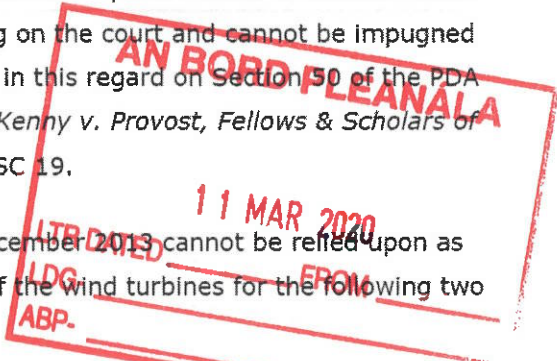 g on the court and cannot be impugned
in this regard on Section 50 of the PDA
Kenny v. Provost, Fellows & Scholars of
SC 19.
cember 2013 cannot be relied upon as
f the wind turbines for the following two
AN BORD PLEANÁLA
11 MAR 2020
LTR DATED FROM
LDG-
ABP-